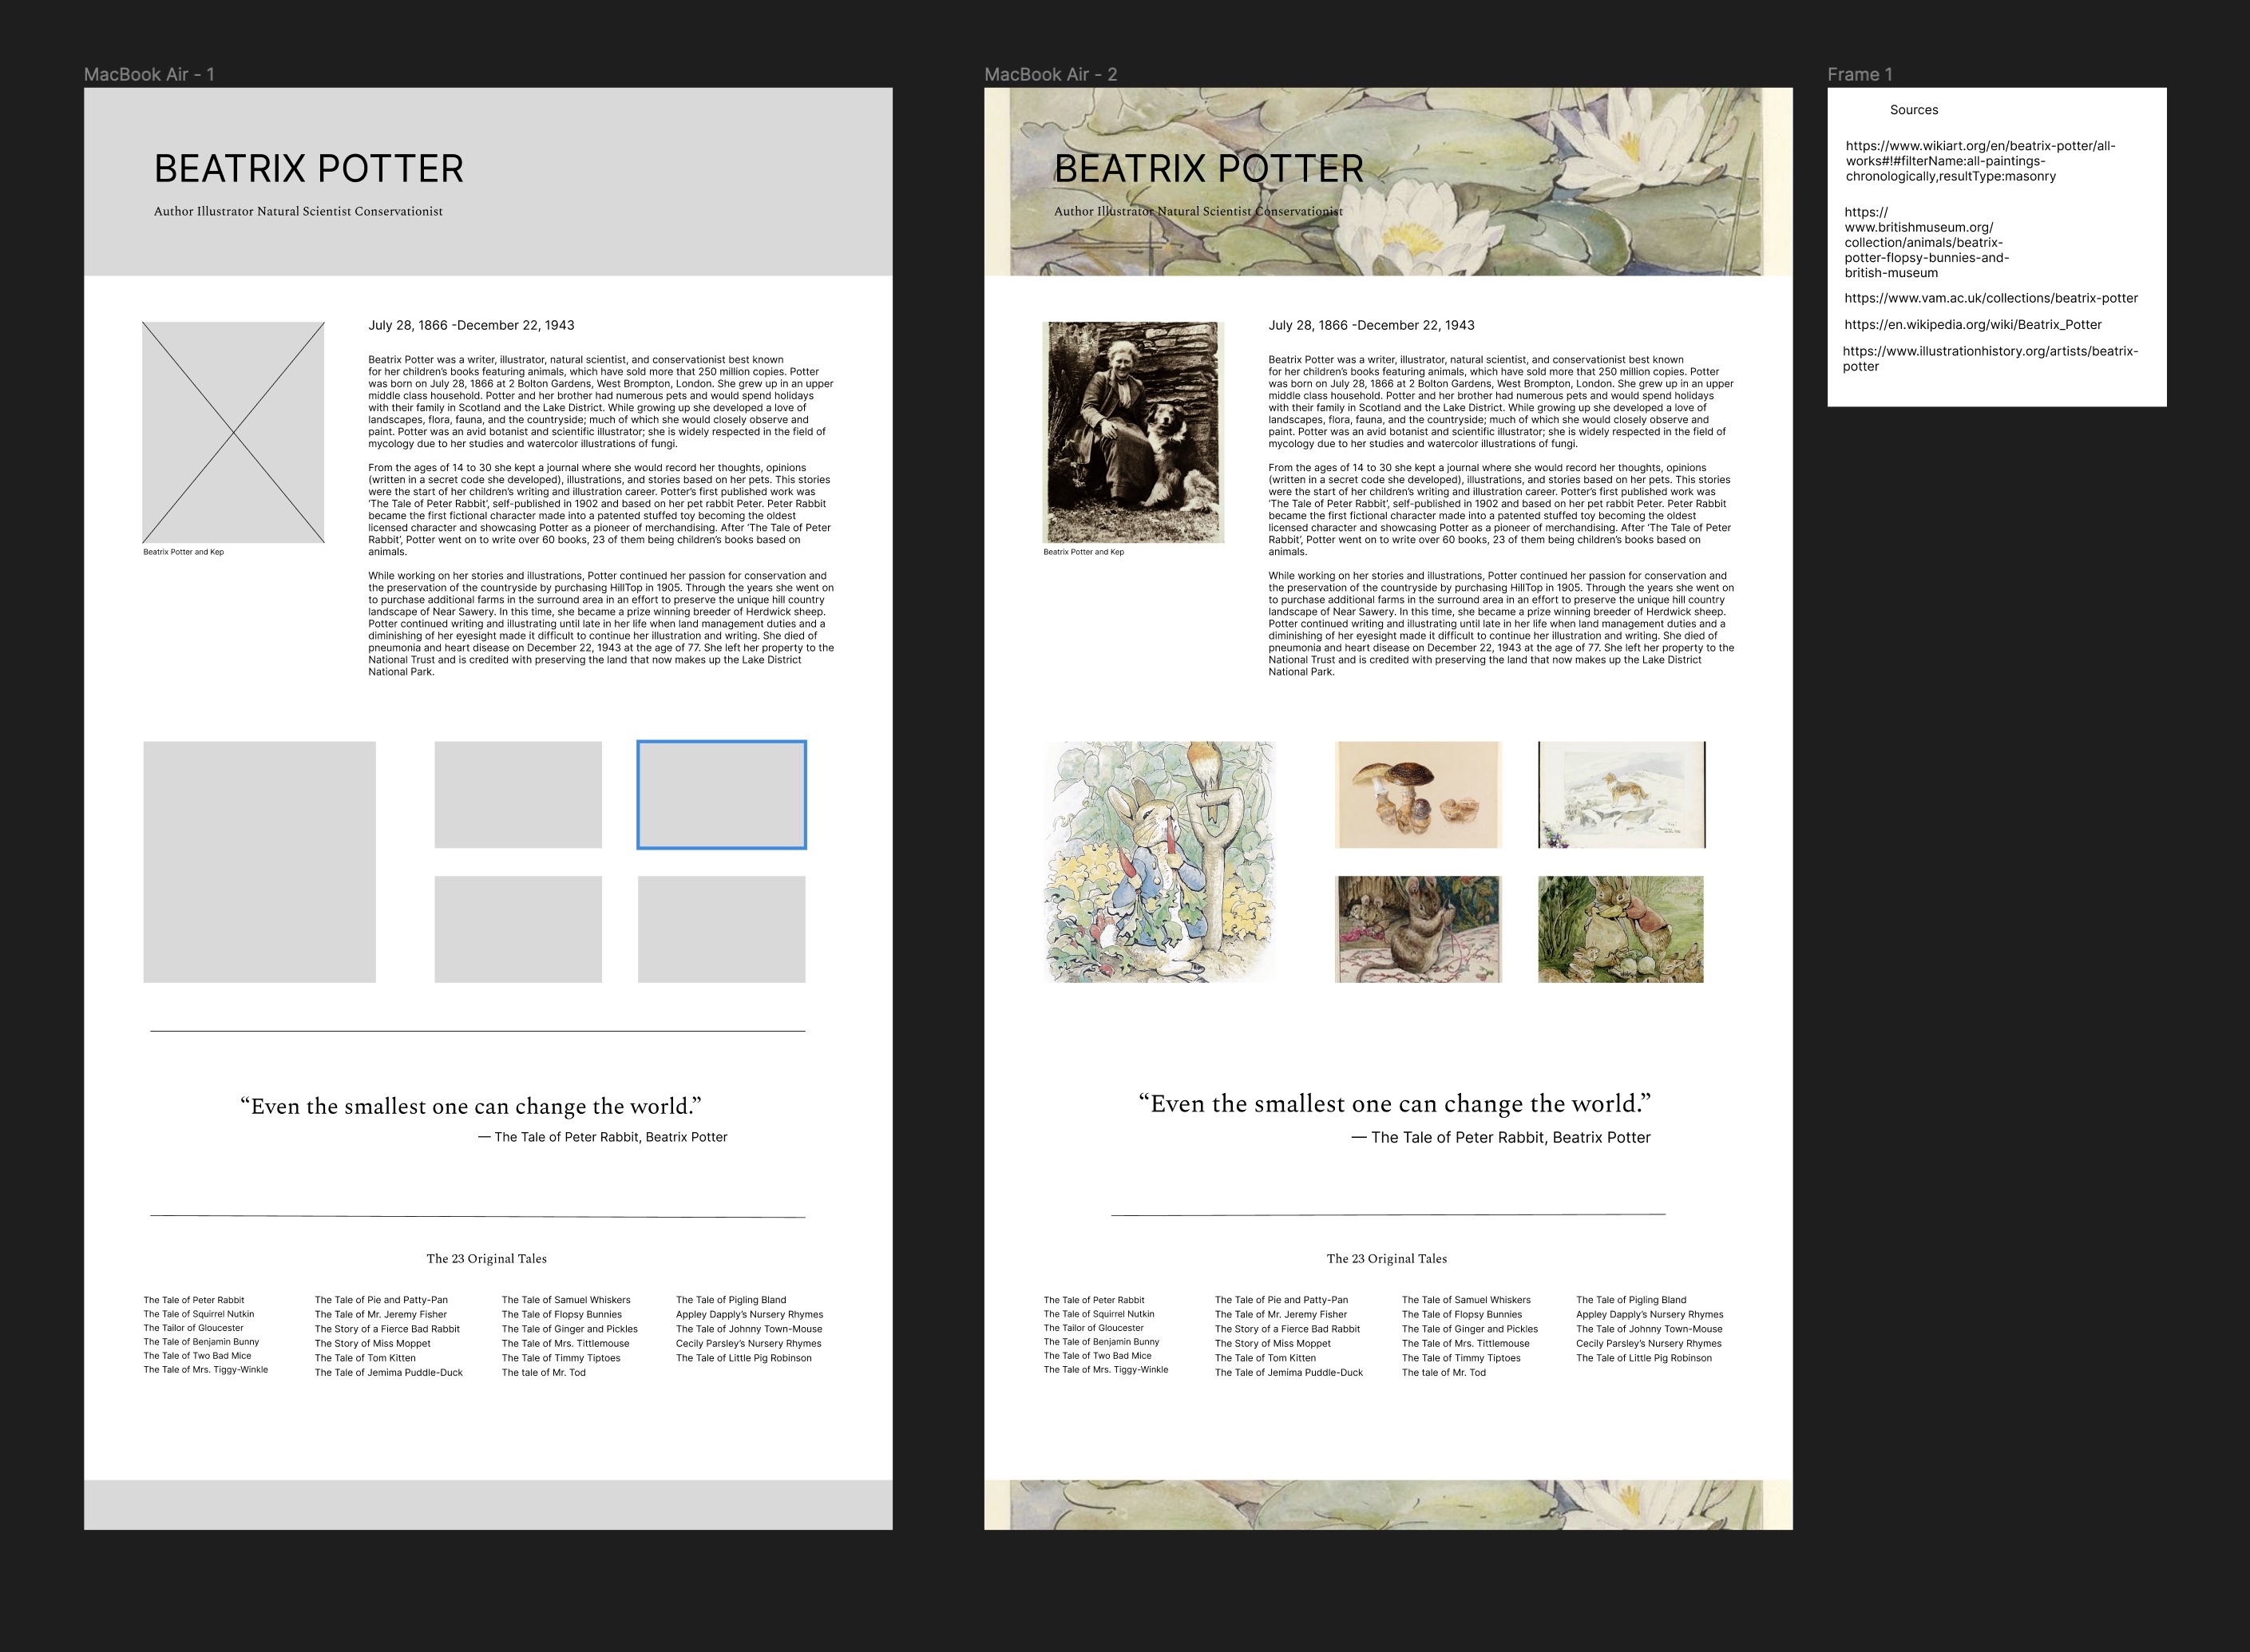 MacBook Air - 1
BEATRIX POTTER
Author Illustrator Natural Scientist Conservationist
July 28, 1866 -December 22, 1943
Beatrix Potter was a writer, illustrator, natural scientist, and conservationist best known
for her children's books featuring animals, which have sold more that 250 million copies. Potter
was born on July 28, 1866 at 2 Bolton Gardens, West Brompton, London. She grew up in an upper
middle class household. Potter and her brother had numerous pets and would spend holidays
with their family in Scotland and the Lake District. While growing up she developed a love of
landscapes, flora, fauna, and the countryside; much of which she would closely observe and
paint. Potter was an avid botanist and scientific illustrator; she is widely respected in the field of
mycology due to her studies and watercolor illustrations of fungi.
From the ages of 14 to 30 she kept a journal where she would record her thoughts, opinions
(written in a secret code she developed), illustrations, and stories based on her pets. This stories
were the start of her children's writing and illustration career. Potter's first published work was
‘The Tale of Peter Rabbit’, self-published in 1902 and based on her pet rabbit Peter. Peter Rabbit
became the first fictional character made into a patented stuffed toy becoming the oldest
licensed character and showcasing Potter as a pioneer of merchandising. After ‘The Tale of Peter
Rabbit’, Potter went on to write over 60 books, 23 of them being children's books based on
animals.
Beatrix Potter and Kep
While working on her stories and illustrations, Potter continued her passion for conservation and
the preservation of the countryside by purchasing HillTop in 1905. Through the years she went on
to purchase additional farms in the surround area in an effort to preserve the unique hill country
landscape of Near Sawery. In this time, she became a prize winning breeder of Herdwick sheep.
Potter continued writing and illustrating until late in her life when land management duties and a
diminishing of her eyesight made it difficult to continue her illustration and writing. She died of
pneumonia and heart disease on December 22, 1943 at the age of 77. She left her property to the
National Trust and is credited with preserving the land that now makes up the Lake District
National Park.
“Even the smallest one can change the world.”
— The Tale of Peter Rabbit, Beatrix Potter
The 23 Original Tales
The Tale of Peter Rabbit
The Tale of Squirrel Nutkin
The Tailor of Gloucester
The Tale of Benjamin Bunny
The Tale of Two Bad Mice
The Tale of Mrs. Tiggy-Winkle
The Tale of Pie and Patty-Pan
The Tale of Mr. Jeremy Fisher
The Story of a Fierce Bad Rabbit
The Story of Miss Moppet
The Tale of Tom Kitten
The Tale of Jemima Puddle-Duck
The Tale of Samuel Whiskers
The Tale of Flopsy Bunnies
The Tale of Ginger and Pickles
The Tale of Mrs. Tittlemouse
The Tale of Timmy Tiptoes
The tale of Mr. Tod
The Tale of Pigling Bland
Appley Dapply's Nursery Rhymes
The Tale of Johnny Town-Mouse
Cecily Parsley's Nursery Rhymes
The Tale of Little Pig Robinson
MacBook Air - 2
BEATRIX POTTER
Author Illustrator Natural Scientist Conservationist
July 28, 1866 -December 22, 1943
Beatrix Potter was a writer, illustrator, natural scientist, and conservationist best known
for her children's books featuring animals, which have sold more that 250 million copies. Potter
was born on July 28, 1866 at 2 Bolton Gardens, West Brompton, London. She grew up in an upper
middle class household. Potter and her brother had numerous pets and would spend holidays
with their family in Scotland and the Lake District. While growing up she developed a love of
landscapes, flora, fauna, and the countryside; much of which she would closely observe and
paint. Potter was an avid botanist and scientific illustrator; she is widely respected in the field of
mycology due to her studies and watercolor illustrations of fungi.
From the ages of 14 to 30 she kept a journal where she would record her thoughts, opinions
(written in a secret code she developed), illustrations, and stories based on her pets. This stories
were the start of her children's writing and illustration career. Potter's first published work was
‘The Tale of Peter Rabbit’, self-published in 1902 and based on her pet rabbit Peter. Peter Rabbit
became the first fictional character made into a patented stuffed toy becoming the oldest
licensed character and showcasing Potter as a pioneer of merchandising. After ‘The Tale of Peter
Rabbit’, Potter went on to write over 60 books, 23 of them being children's books based on
animals.
Beatrix Potter and Kep
While working on her stories and illustrations, Potter continued her passion for conservation and
the preservation of the countryside by purchasing HillTop in 1905. Through the years she went on
to purchase additional farms in the surround area in an effort to preserve the unique hill country
landscape of Near Sawery. In this time, she became a prize winning breeder of Herdwick sheep.
Potter continued writing and illustrating until late in her life when land management duties and a
diminishing of her eyesight made it difficult to continue her illustration and writing. She died of
pneumonia and heart disease on December 22, 1943 at the age of 77. She left her property to the
National Trust and is credited with preserving the land that now makes up the Lake District
National Park.
“Even the smallest one can change the world.”
— The Tale of Peter Rabbit, Beatrix Potter
The 23 Original Tales
The Tale of Peter Rabbit
The Tale of Squirrel Nutkin
The Tailor of Gloucester
The Tale of Benjamin Bunny
The Tale of Two Bad Mice
The Tale of Mrs. Tiggy-Winkle
The Tale of Pie and Patty-Pan
The Tale of Mr. Jeremy Fisher
The Story of a Fierce Bad Rabbit
The Story of Miss Moppet
The Tale of Tom Kitten
The Tale of Jemima Puddle-Duck
The Tale of Samuel Whiskers
The Tale of Flopsy Bunnies
The Tale of Ginger and Pickles
The Tale of Mrs. Tittlemouse
The Tale of Timmy Tiptoes
The tale of Mr. Tod
The Tale of Pigling Bland
Appley Dapply's Nursery Rhymes
The Tale of Johnny Town-Mouse
Cecily Parsley's Nursery Rhymes
The Tale of Little Pig Robinson
Frame 1
Sources
https://www.wikiart.org/en/beatrix-potter/all-
works#!#filterName:all-paintings-
chronologically,resultType:masonry
https://
www.britishmuseum.org/
collection/animals/beatrix-
potter-flopsy-bunnies-and-
british-museum
https://www.vam.ac.uk/collections/beatrix-potter
https://en.wikipedia.org/wiki/Beatrix_Potter
https://www.illustrationhistory.org/artists/beatrix-
potter